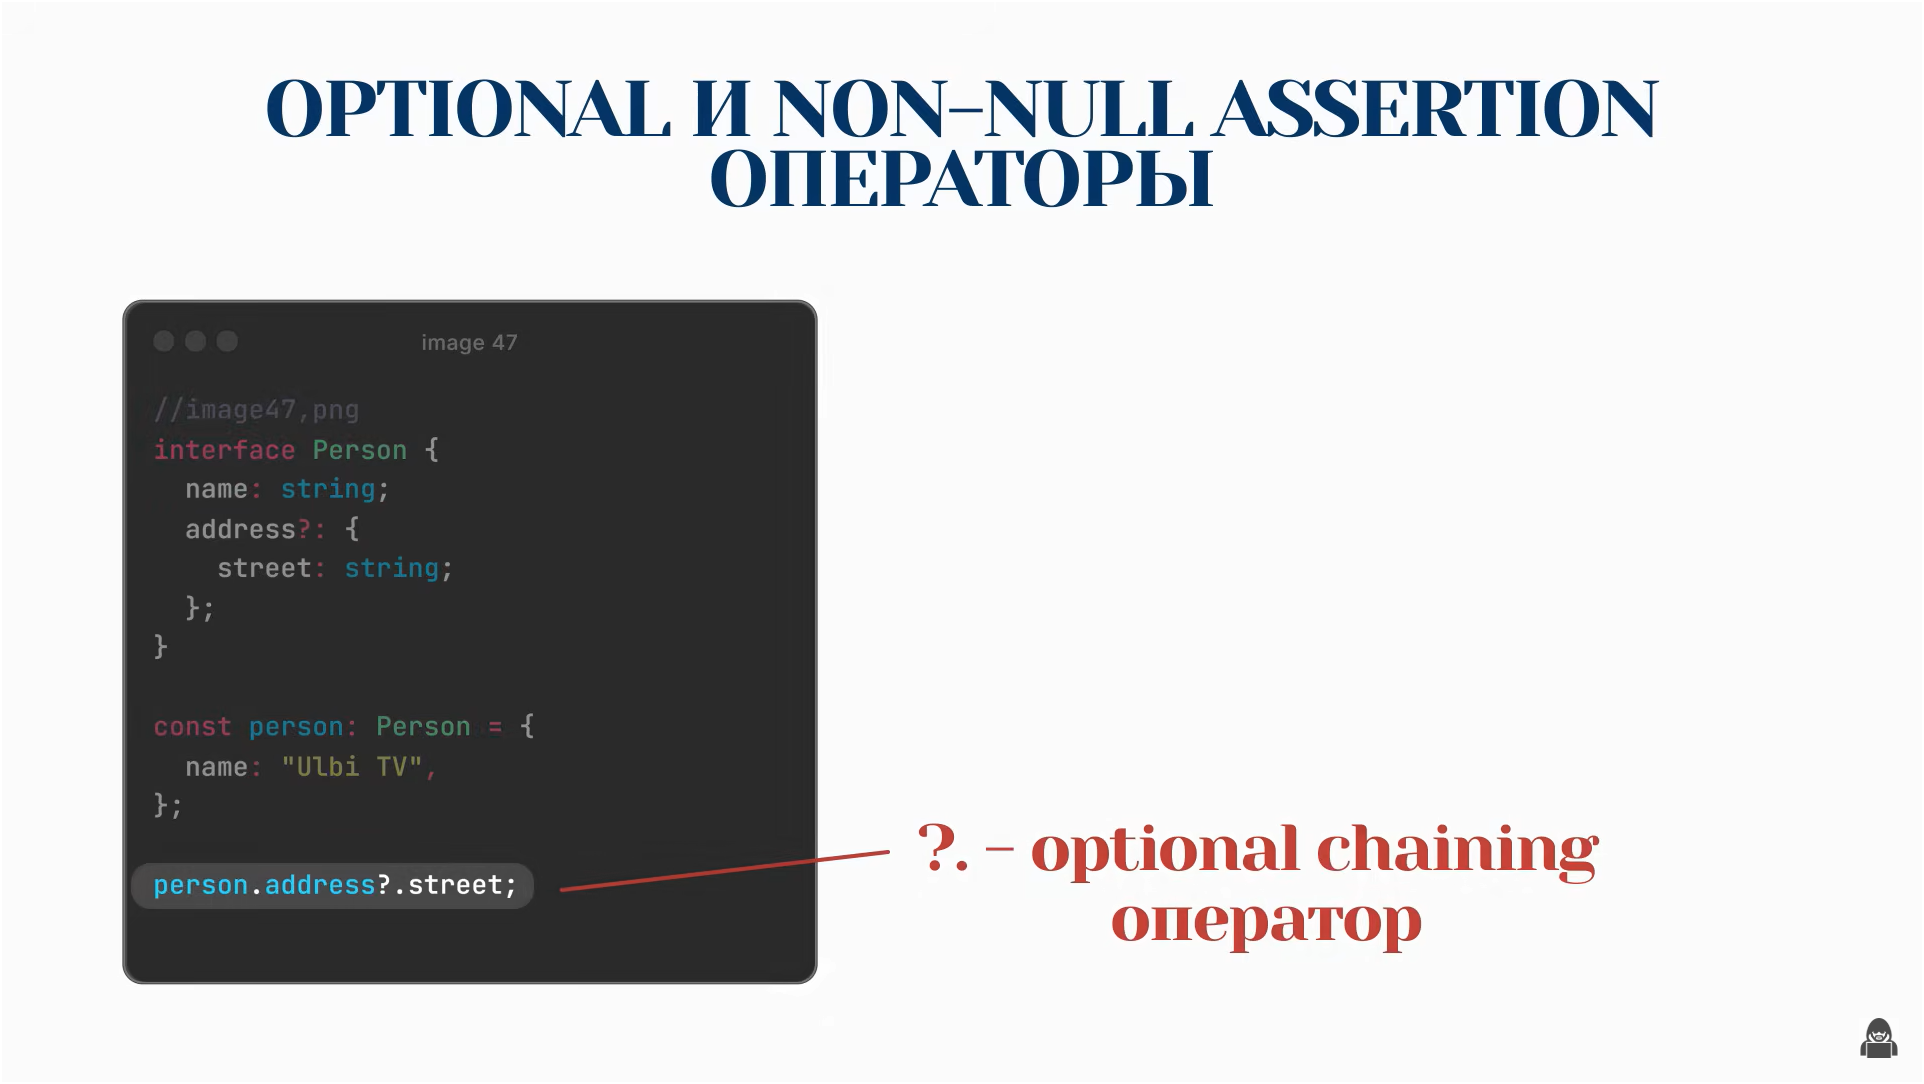 OPTIONAL И NON–NULL ASSERTION
ОПЕРАТОРЫ
image 47
//image47,png
interface Person {
  name: string;
  address?: {
    street: string;
  };
}
const person: Person = {
  name: "Ulbi TV",
};
person.address?.street;
?. – optional chaining
оператор